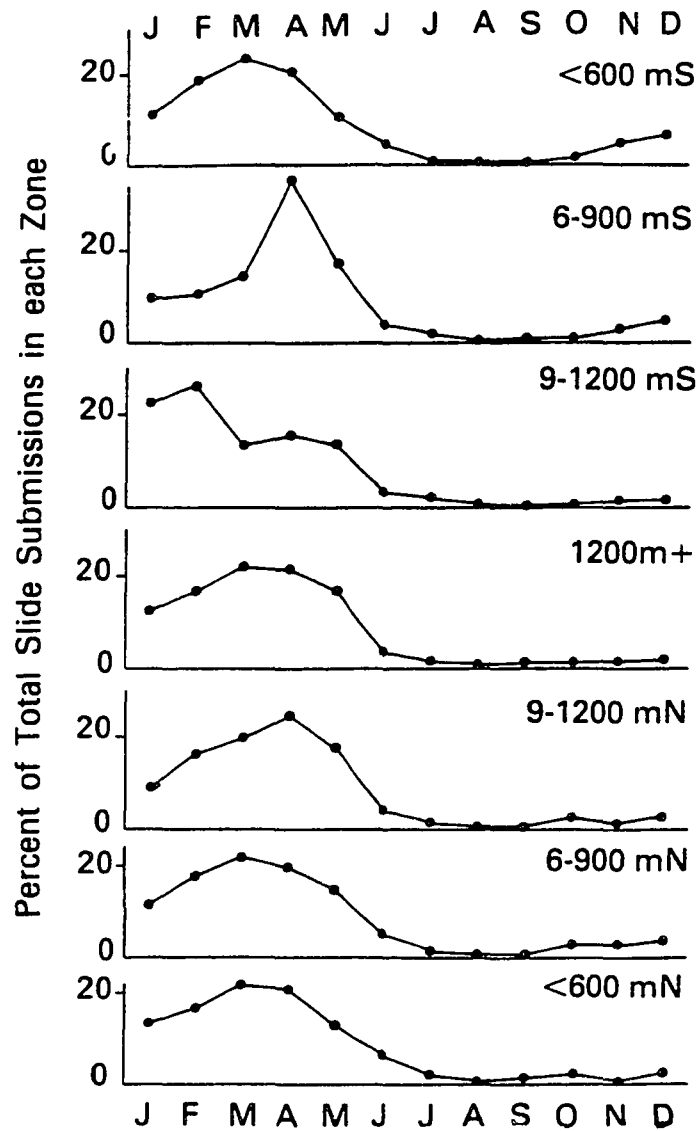 J F M A M J J A S O N D
<600 mS
20
0
6-900 mS
20
0
9-1200 mS
20
0
1200m+
20
0
9-1200 mN
20
0
6-900 mN
20
0
<600 mN
20
0
J F M A M J J A S O N D
Percent of Total Slide Submissions in each Zone